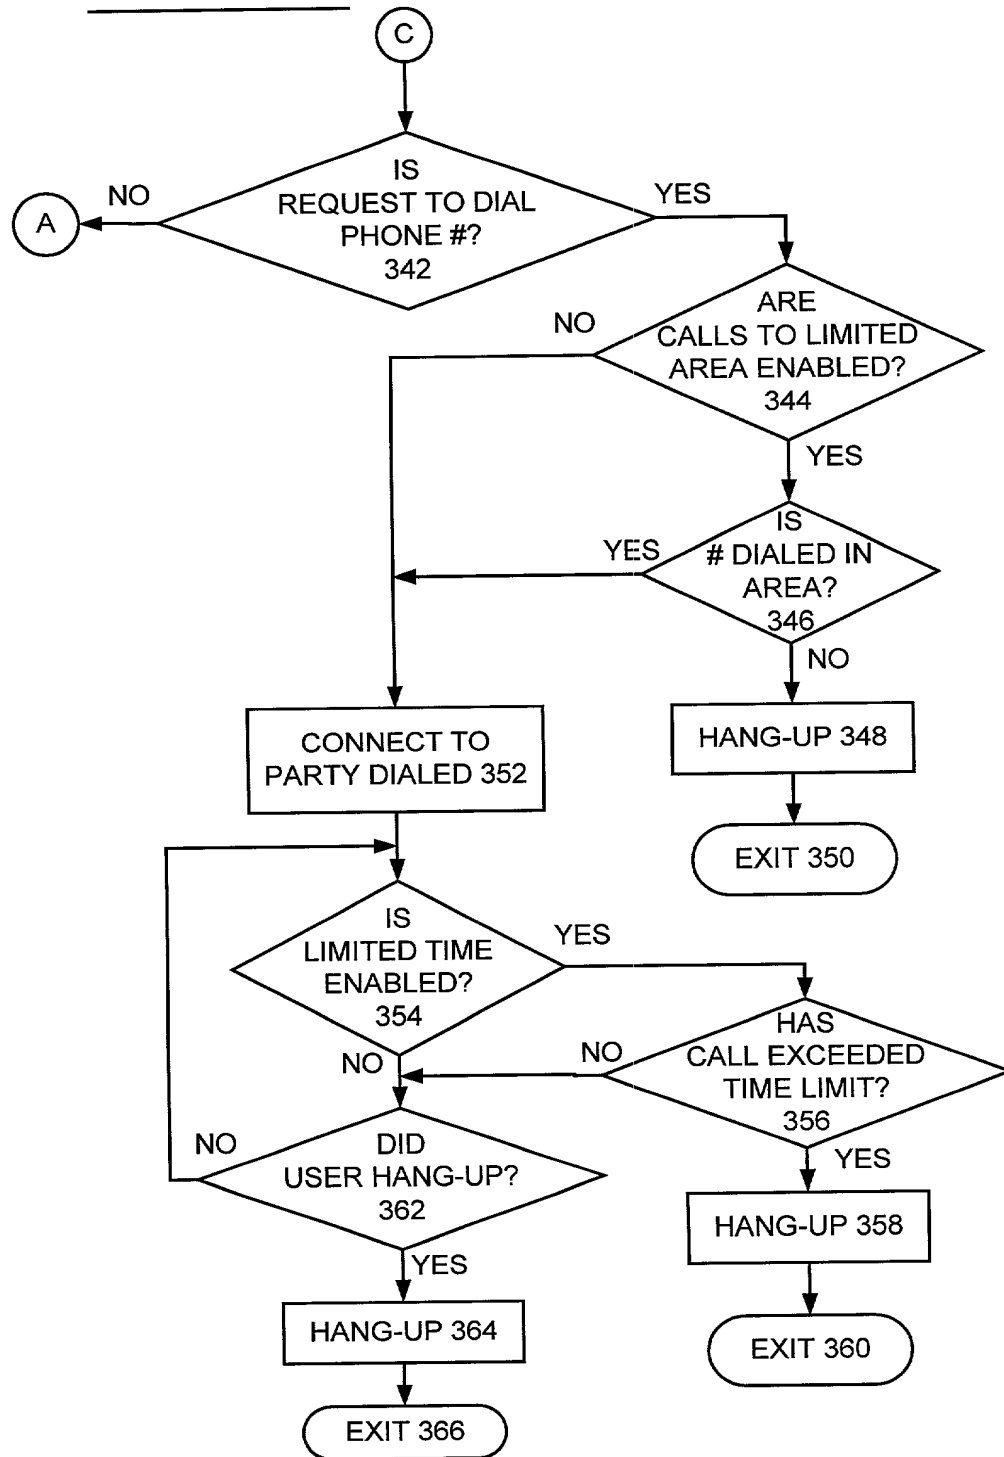 C
IS
REQUEST TO DIAL
PHONE #?
342
NO
YES
A
ARE
CALLS TO LIMITED
AREA ENABLED?
344
NO
YES
IS
# DIALED IN
AREA?
346
YES
NO
HANG-UP 348
EXIT 350
CONNECT TO
PARTY DIALED 352
IS
LIMITED TIME
ENABLED?
354
YES
NO
HAS
CALL EXCEEDED
TIME LIMIT?
356
NO
YES
HANG-UP 358
EXIT 360
DID
USER HANG-UP?
362
NO
YES
HANG-UP 364
EXIT 366